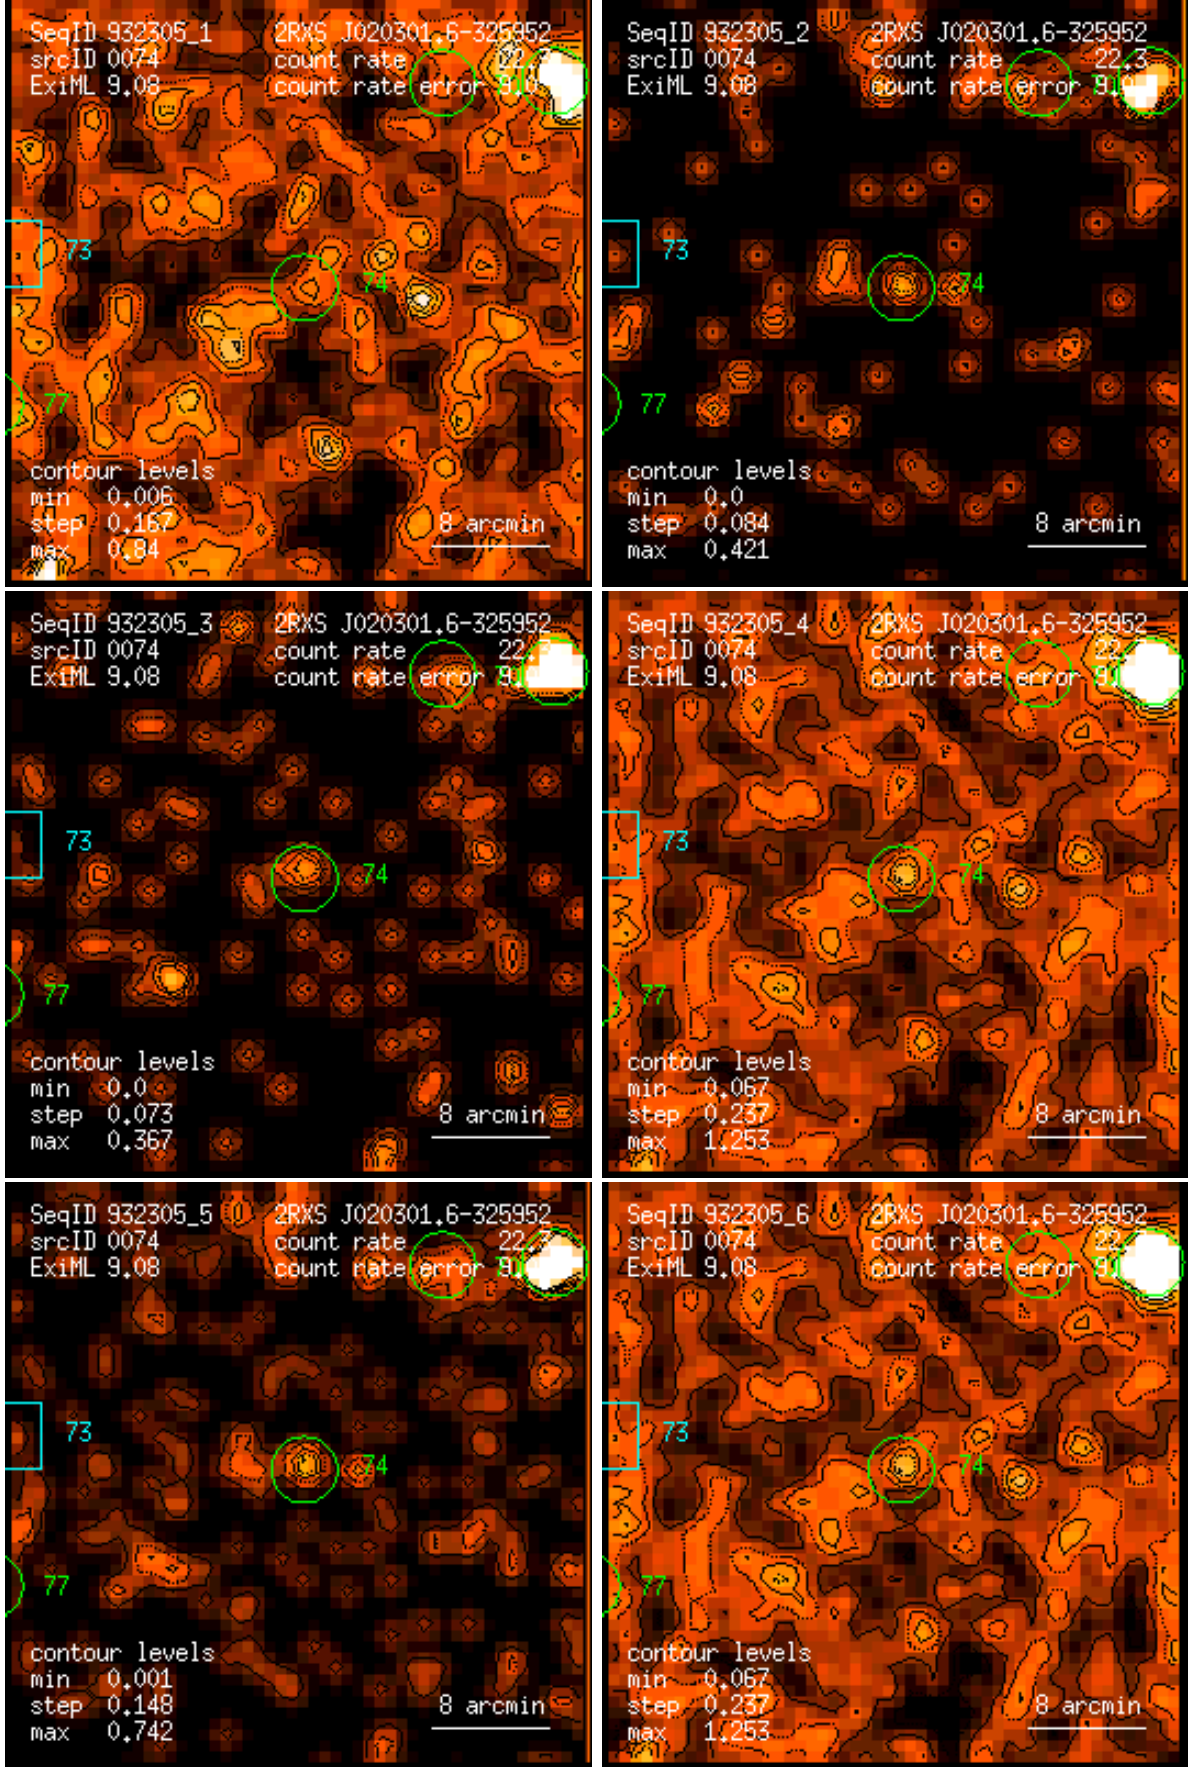 SeqID 932305_1 2RXS J020301.6-325952
srcID 0074 count rate 22.3
ExiML 9.08 count rate error
73
74
77
contour levels
min 0.006
step 0.167
max 0.84
8 arcmin
SeqID 932305_2 2RXS J020301.6-325952
srcID 0074 count rate 22.3
ExiML 9.08 count rate error
73
74
77
contour levels
min 0.0
step 0.084
max 0.421
8 arcmin
SeqID 932305_3 2RXS J020301.6-325952
srcID 0074 count rate 22.3
ExiML 9.08 count rate error
73
74
77
contour levels
min 0.0
step 0.073
max 0.367
8 arcmin
SeqID 932305_4 2RXS J020301.6-325952
srcID 0074 count rate 22.3
ExiML 9.08 count rate error
73
74
77
contour levels
min 0.067
step 0.237
max 1.253
8 arcmin
SeqID 932305_5 2RXS J020301.6-325952
srcID 0074 count rate 22.3
ExiML 9.08 count rate error
73
74
77
contour levels
min 0.001
step 0.148
max 0.742
8 arcmin
SeqID 932305_6 2RXS J020301.6-325952
srcID 0074 count rate 22.3
ExiML 9.08 count rate error
73
74
77
contour levels
min 0.067
step 0.237
max 1.253
8 arcmin